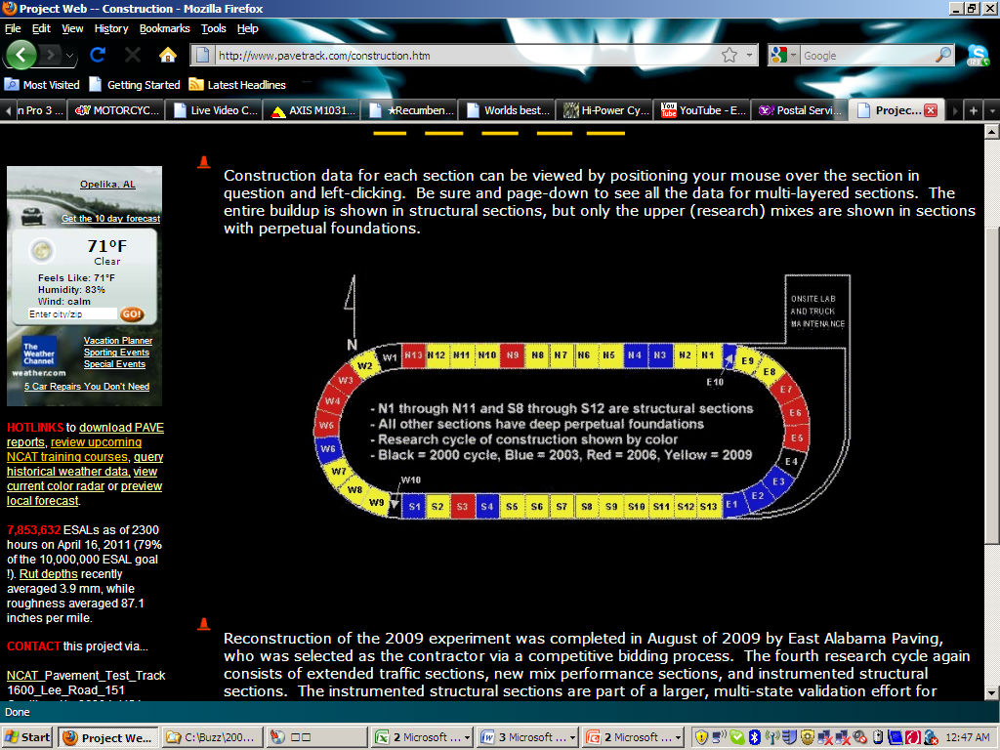 Project Web -- Construction - Mozilla Firefox
File Edit View History Bookmarks Tools Help
http://www.pavetrack.com/construction.htm
Google
Most Visited Getting Started Latest Headlines
n Pro 3 ... MOTORCYC... Live Video C... AXIS M1031... ★Recumben... Worlds best... Hi-Power Cy... YouTube - E... Postal Servi... Projec...
Opelika, AL
Get the 10 day forecast
71°F
Clear
Feels Like: 71°F
Humidity: 83%
Wind: calm
Enter city/zip GO!
The Weather Channel
weather.com
Vacation Planner
Sporting Events
Special Events
5 Car Repairs You Don't Need
HOTLINKS to download PAVE
reports, review upcoming
NCAT training courses, query
historical weather data, view
current color radar or preview
local forecast.
7,853,632 ESALs as of 2300
hours on April 16, 2011 (79%
of the 10,000,000 ESAL goal
!). Rut depths recently
averaged 3.9 mm, while
roughness averaged 87.1
inches per mile.
CONTACT this project via...
NCAT_Pavement_Test_Track
1600_Lee_Road_151
Construction data for each section can be viewed by positioning your mouse over the section in
question and left-clicking. Be sure and page-down to see all the data for multi-layered sections. The
entire buildup is shown in structural sections, but only the upper (research) mixes are shown in sections
with perpetual foundations.
ONSITE LAB
AND TRUCK
MAINTENANCE
N
W1 N13 N12 N11 N10 N9 N8 N7 N6 N5 N4 N3 N2 N1
E10
E9
E8
E7
E6
E5
E4
E3
E2
E1
W2
W3
W4
W5
W6
W7
W8
W9
W10
- N1 through N11 and S8 through S12 are structural sections
- All other sections have deep perpetual foundations
- Research cycle of construction shown by color
- Black = 2000 cycle, Blue = 2003, Red = 2006, Yellow = 2009
S1 S2 S3 S4 S5 S6 S7 S8 S9 S10 S11 S12 S13
Reconstruction of the 2009 experiment was completed in August of 2009 by East Alabama Paving,
who was selected as the contractor via a competitive bidding process. The fourth research cycle again
consists of extended traffic sections, new mix performance sections, and instrumented structural
sections. The instrumented structural sections are part of a larger, multi-state validation effort for
Done
Start Project We... C:\Buzz\200... 2 Microsoft ... 3 Microsoft ... 2 Microsoft ... 12:47 AM